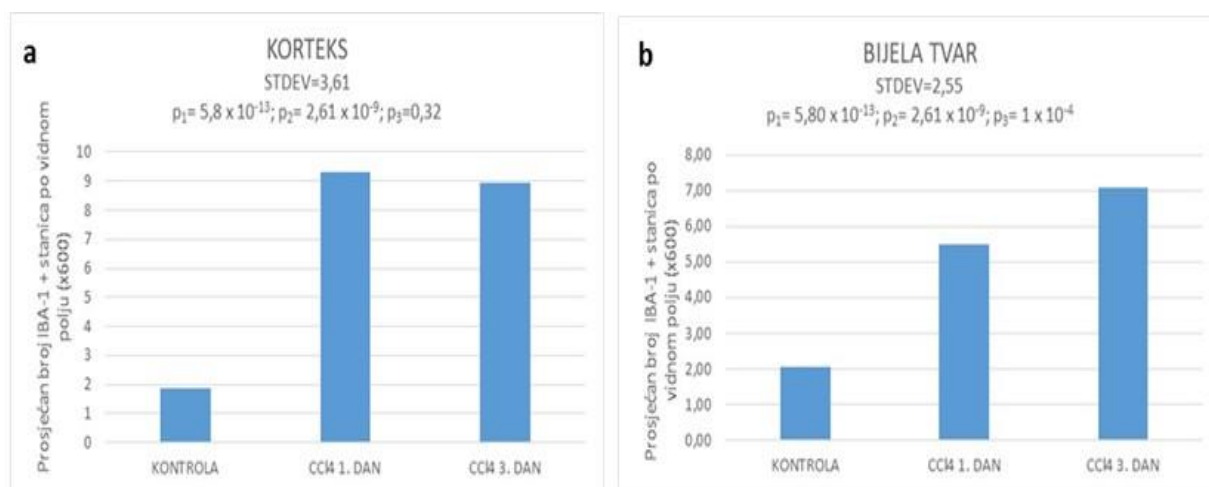 a
KORTEKS
STDEV=3,61
p₁= 5,8 x 10⁻¹³; p₂= 2,61 x 10⁻⁹; p₃=0,32
Prosječan broj IBA-1 + stanica po vidnom
polju (x600)
10
9
8
7
6
5
4
3
2
1
0
KONTROLA CCl4 1. DAN CCl4 3. DAN
b
BIJELA TVAR
STDEV=2,55
p₁= 5,80 x 10⁻¹³; p₂= 2,61 x 10⁻⁹; p₃= 1 x 10⁻⁴
Prosječan broj IBA-1 + stanica po
vidnom polju (x600)
8,00
7,00
6,00
5,00
4,00
3,00
2,00
1,00
0,00
KONTROLA CCl4 1. DAN CCl4 3. DAN